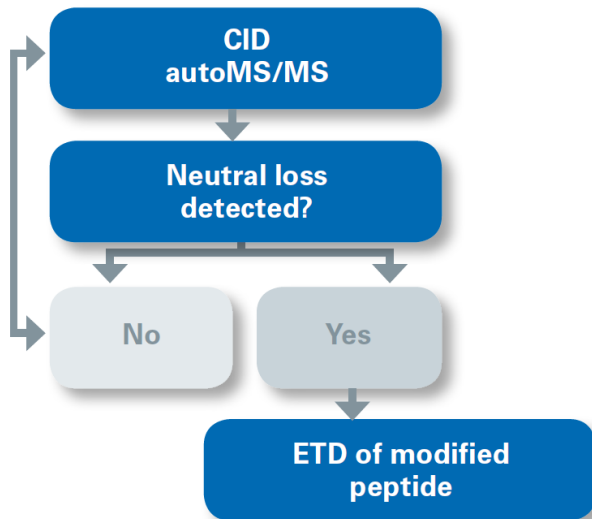 CID
autoMS/MS
Neutral loss
detected?
No
Yes
ETD of modified
peptide